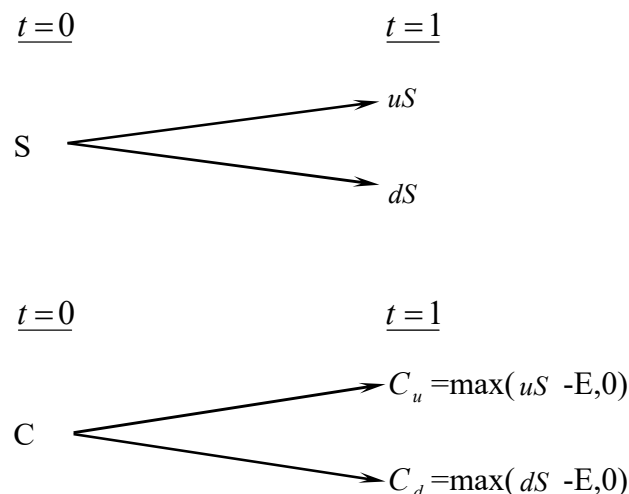 t = 0 t = 1
uS
S
dS
t = 0 t = 1
C_u =max( uS -E,0)
C
C_d =max( dS -E,0)